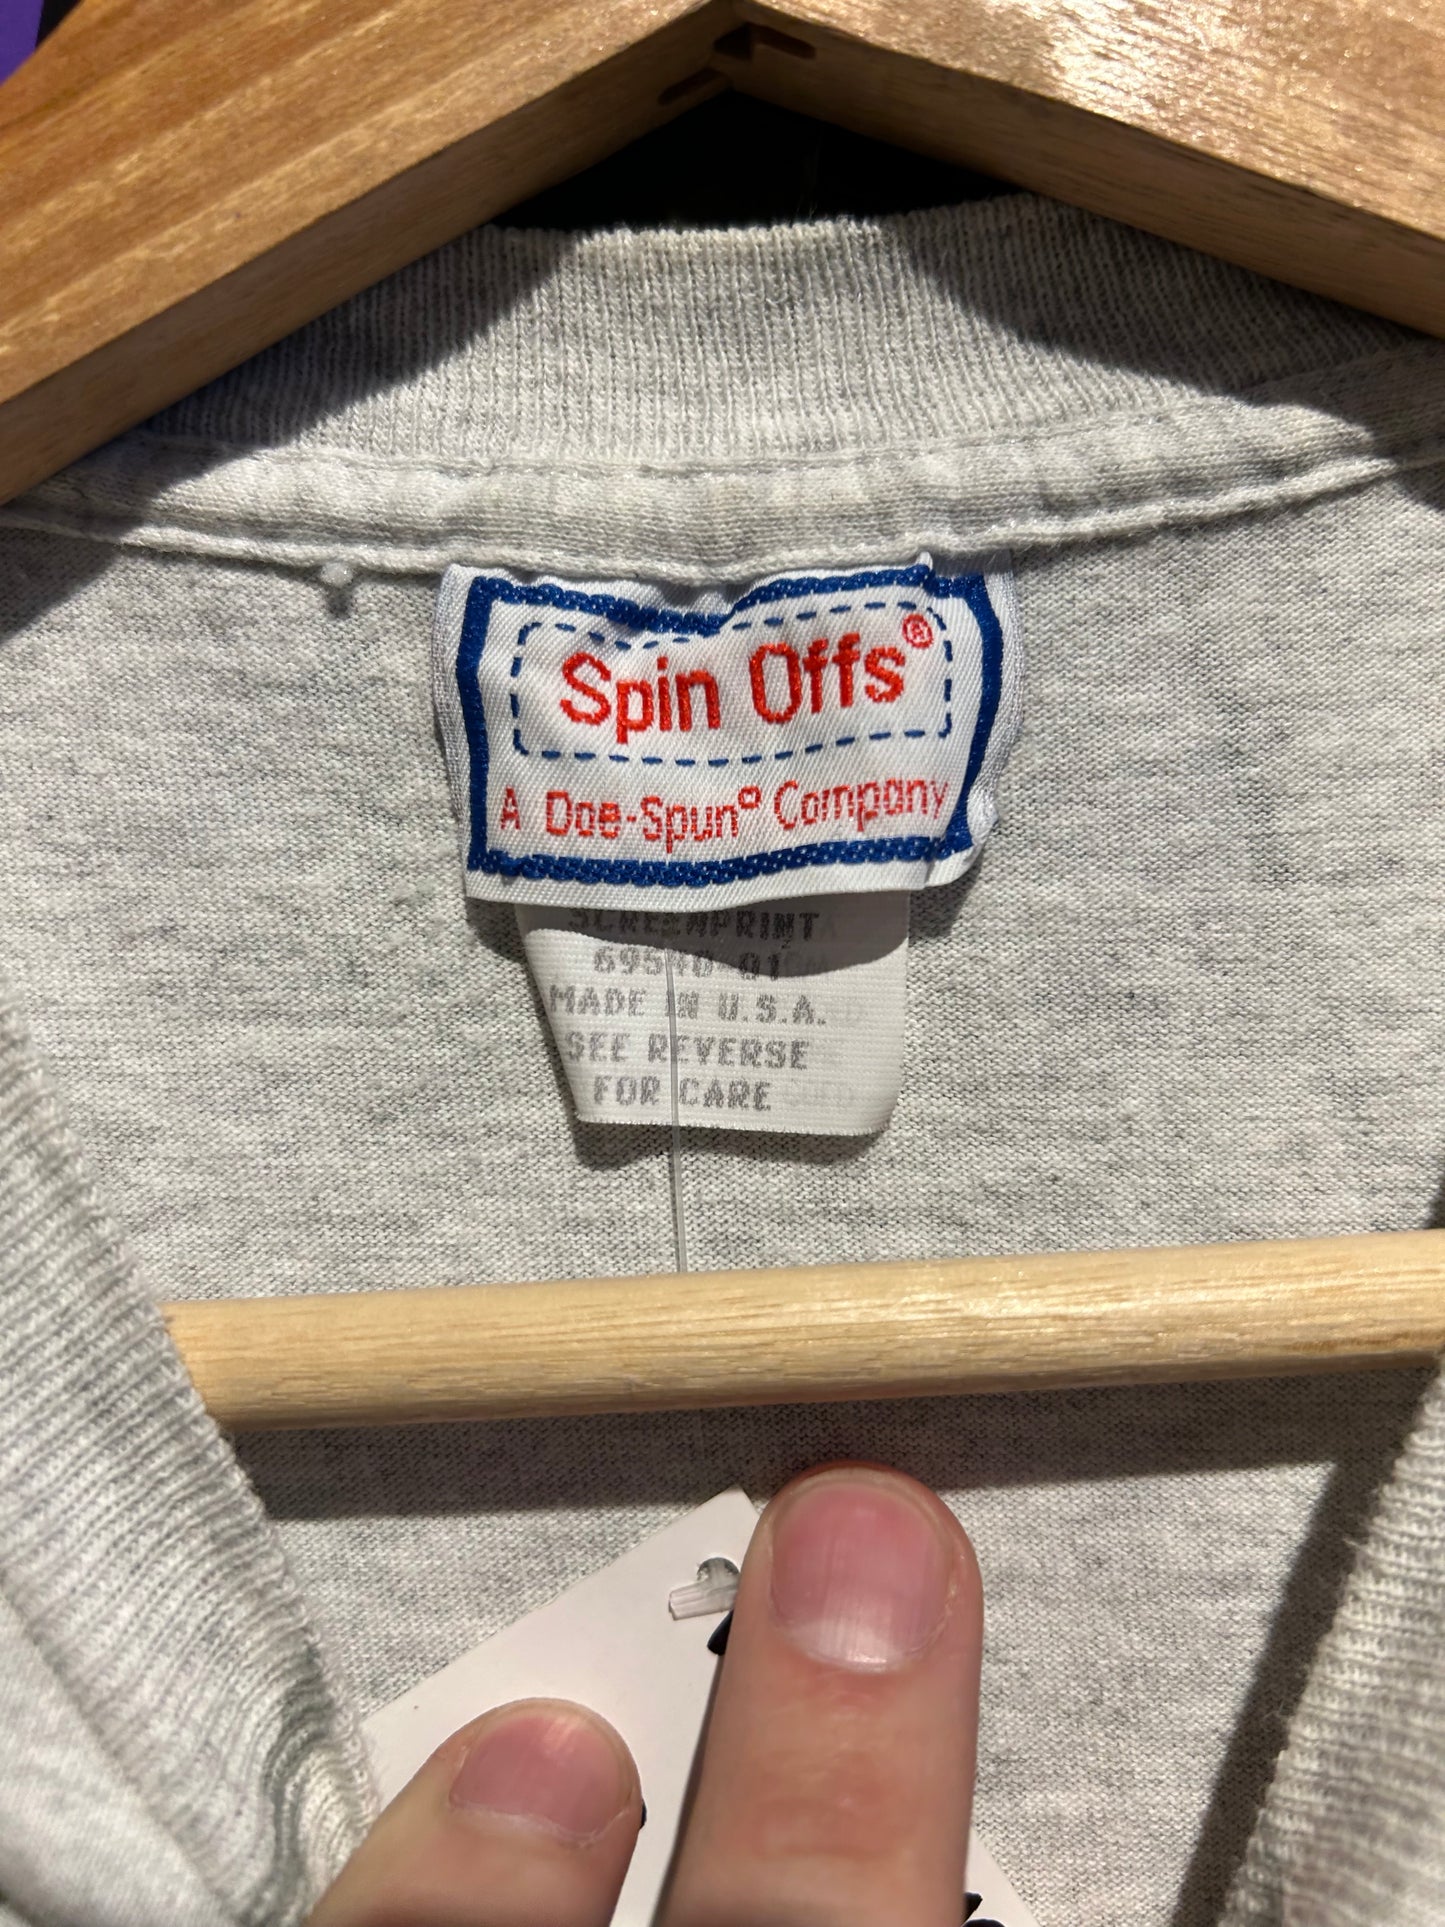 Spin Offs®
A Doe-Spun® Company
SCREENPRINT
MADE IN U.S.A.
SEE REVERSE
FOR CARE